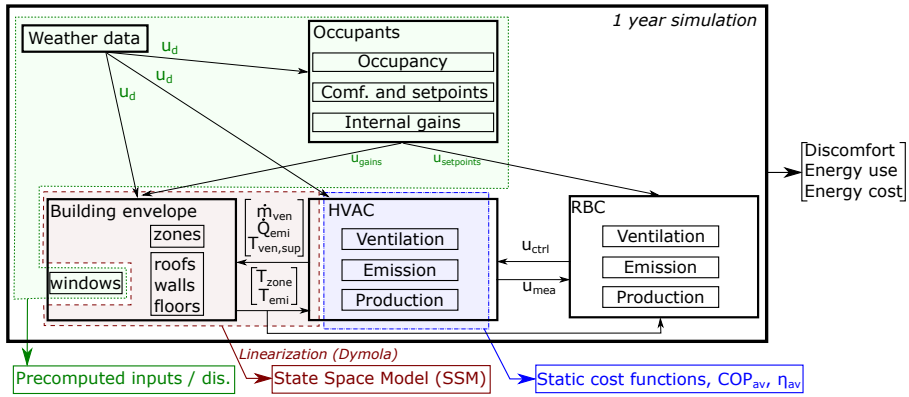 1 year simulation
Weather data
Occupants
Occupancy
Comf. and setpoints
Internal gains
u_d
u_d
u_d
u_gains
u_setpoints
Discomfort
Energy use
Energy cost
Building envelope
zones
roofs
walls
floors
windows
ṁ_ven
Q̇_emi
T_ven,sup
T_zone
T_emi
HVAC
Ventilation
Emission
Production
u_ctrl
u_mea
RBC
Ventilation
Emission
Production
Linearization (Dymola)
Precomputed inputs / dis.
State Space Model (SSM)
Static cost functions, COP_av, η_av